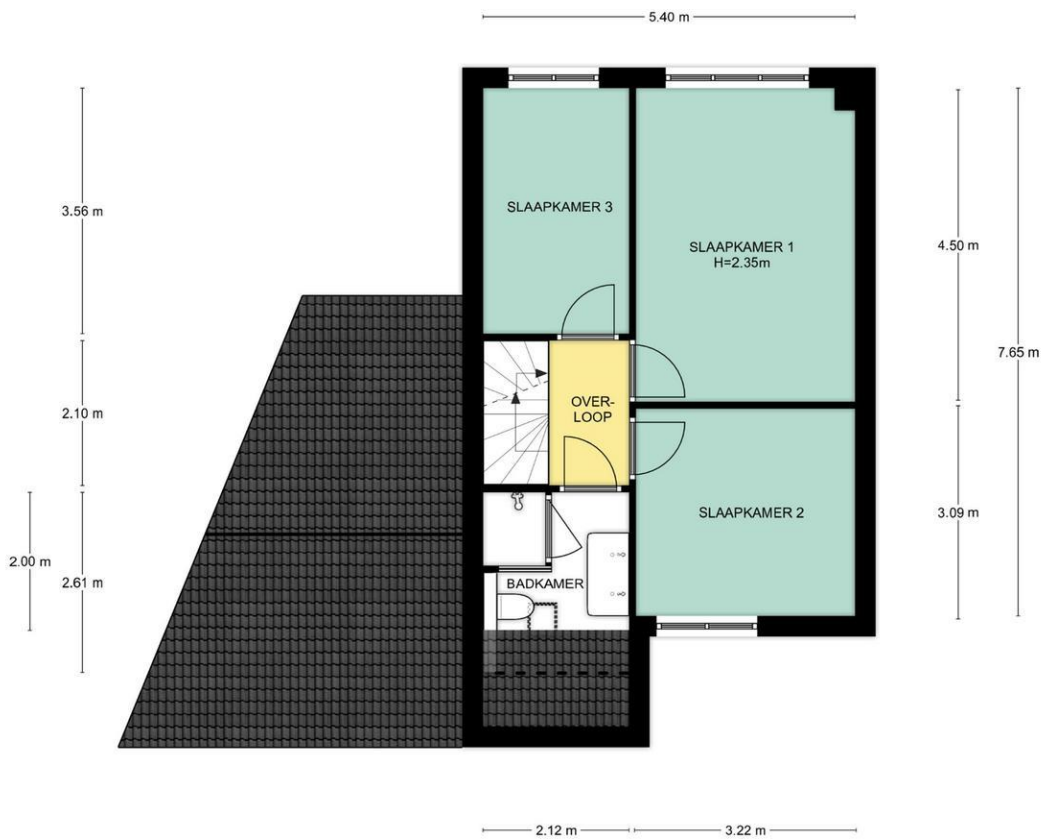 5.40 m
3.56 m
SLAAPKAMER 3
SLAAPKAMER 1
H=2.35m
4.50 m
7.65 m
2.10 m
OVER-
LOOP
SLAAPKAMER 2
3.09 m
2.00 m
2.61 m
BADKAMER
2.12 m
3.22 m